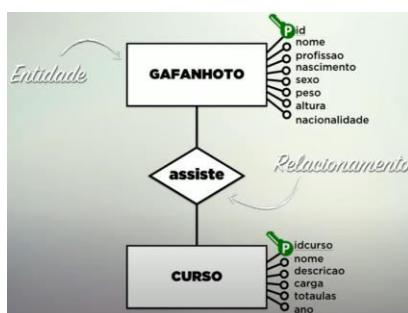 P id
nome
profissao
nascimento
sexo
peso
altura
nacionalidade
Entidade
GAFANHOTO
assiste
Relacionamento
P idcurso
nome
descricao
carga
totaulas
ano
CURSO